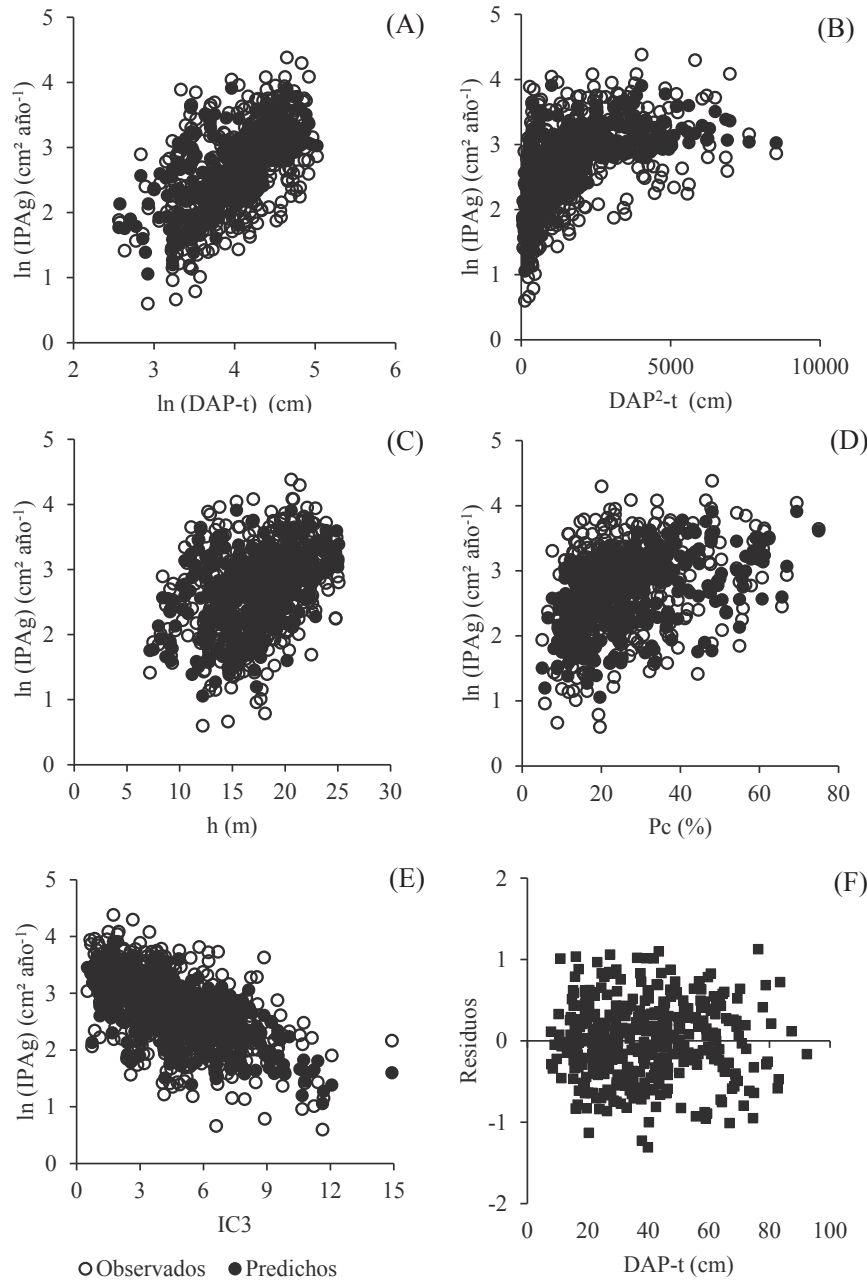 (A)
ln (IPAg) (cm² año⁻¹)
5
4
3
2
1
0
2 3 4 5 6
ln (DAP-t) (cm)
(B)
ln (IPAg) (cm² año⁻¹)
5
4
3
2
1
0
0 5000 10000
DAP²-t (cm)
(C)
ln (IPAg) (cm² año⁻¹)
5
4
3
2
1
0
0 5 10 15 20 25 30
h (m)
(D)
ln (IPAg) (cm² año⁻¹)
5
4
3
2
1
0
0 20 40 60 80
Pc (%)
(E)
ln (IPAg) (cm² año⁻¹)
5
4
3
2
1
0
0 3 6 9 12 15
IC3
(F)
Residuos
2
1
0
-1
-2
0 20 40 60 80 100
DAP-t (cm)
Observados Predichos